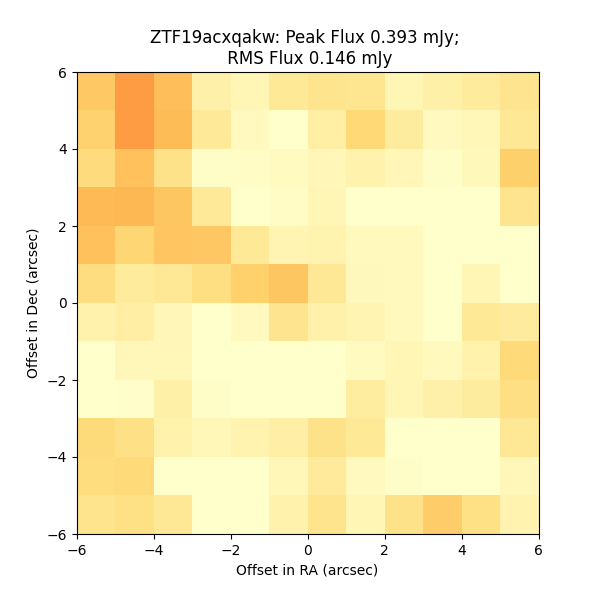 ZTF19acxqakw: Peak Flux 0.393 mJy;
RMS Flux 0.146 mJy
6
4
2
0
−2
−4
−6
Offset in Dec (arcsec)
−6 −4 −2 0 2 4 6
Offset in RA (arcsec)